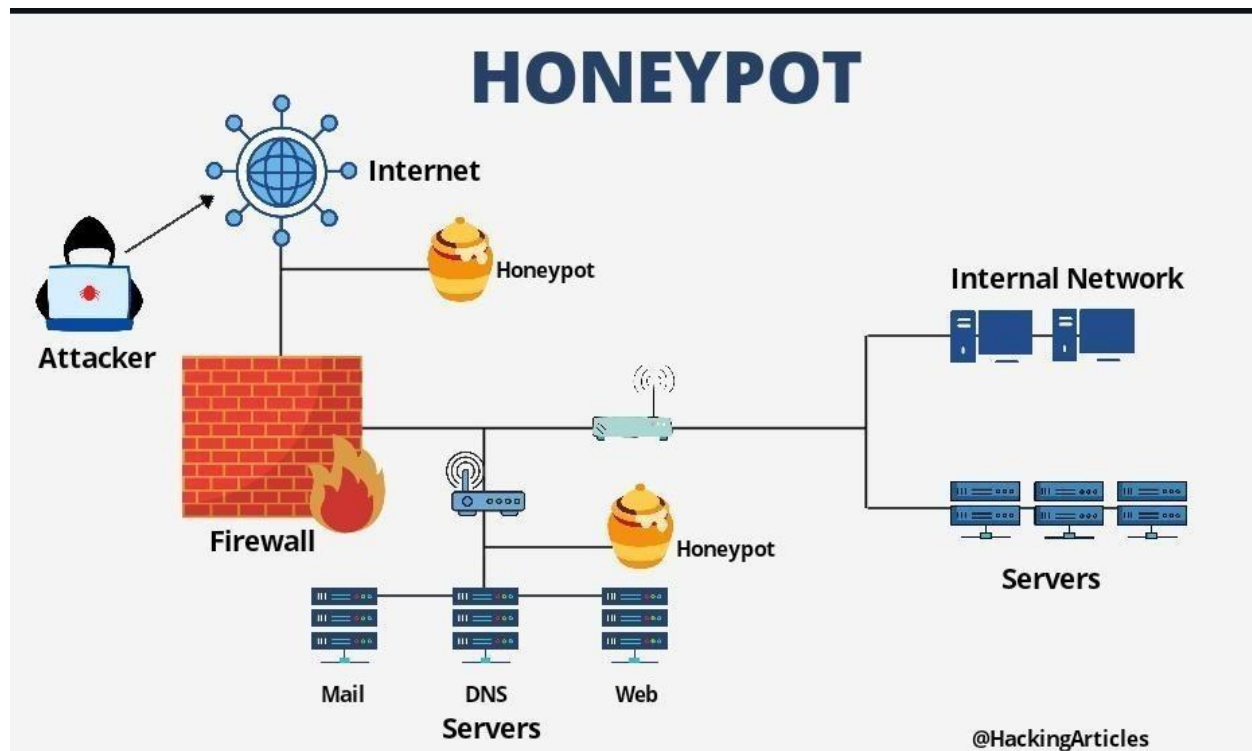 HONEYPOT
Internet
Honeypot
Internal Network
Attacker
Firewall
Honeypot
Servers
Mail
DNS
Web
Servers
@HackingArticles